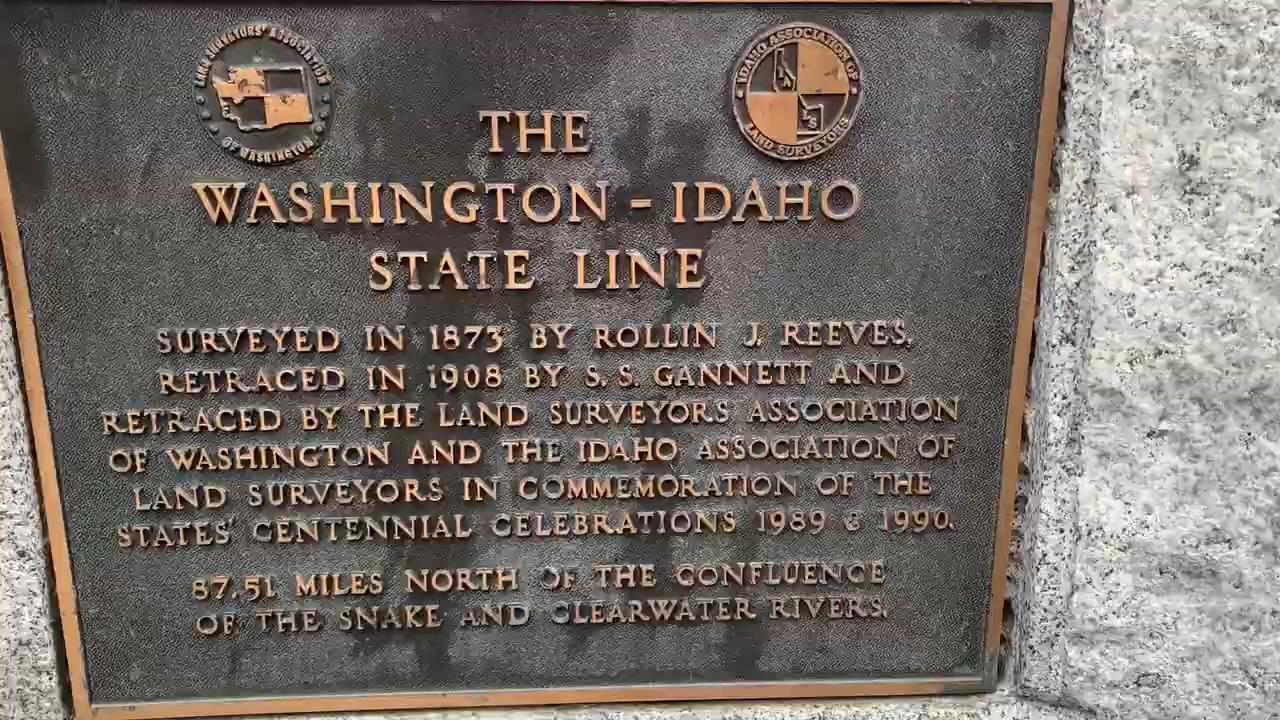 LAND SURVEYORS' ASSOCIATION
OF WASHINGTON
IDAHO ASSOCIATION OF
LAND SURVEYORS
THE
WASHINGTON - IDAHO
STATE LINE
SURVEYED IN 1873 BY ROLLIN J. REEVES,
RETRACED IN 1908 BY S. S. GANNETT AND
RETRACED BY THE LAND SURVEYORS ASSOCIATION
OF WASHINGTON AND THE IDAHO ASSOCIATION OF
LAND SURVEYORS IN COMMEMORATION OF THE
STATES' CENTENNIAL CELEBRATIONS 1989 & 1990.
87.51 MILES NORTH OF THE CONFLUENCE
OF THE SNAKE AND CLEARWATER RIVERS.